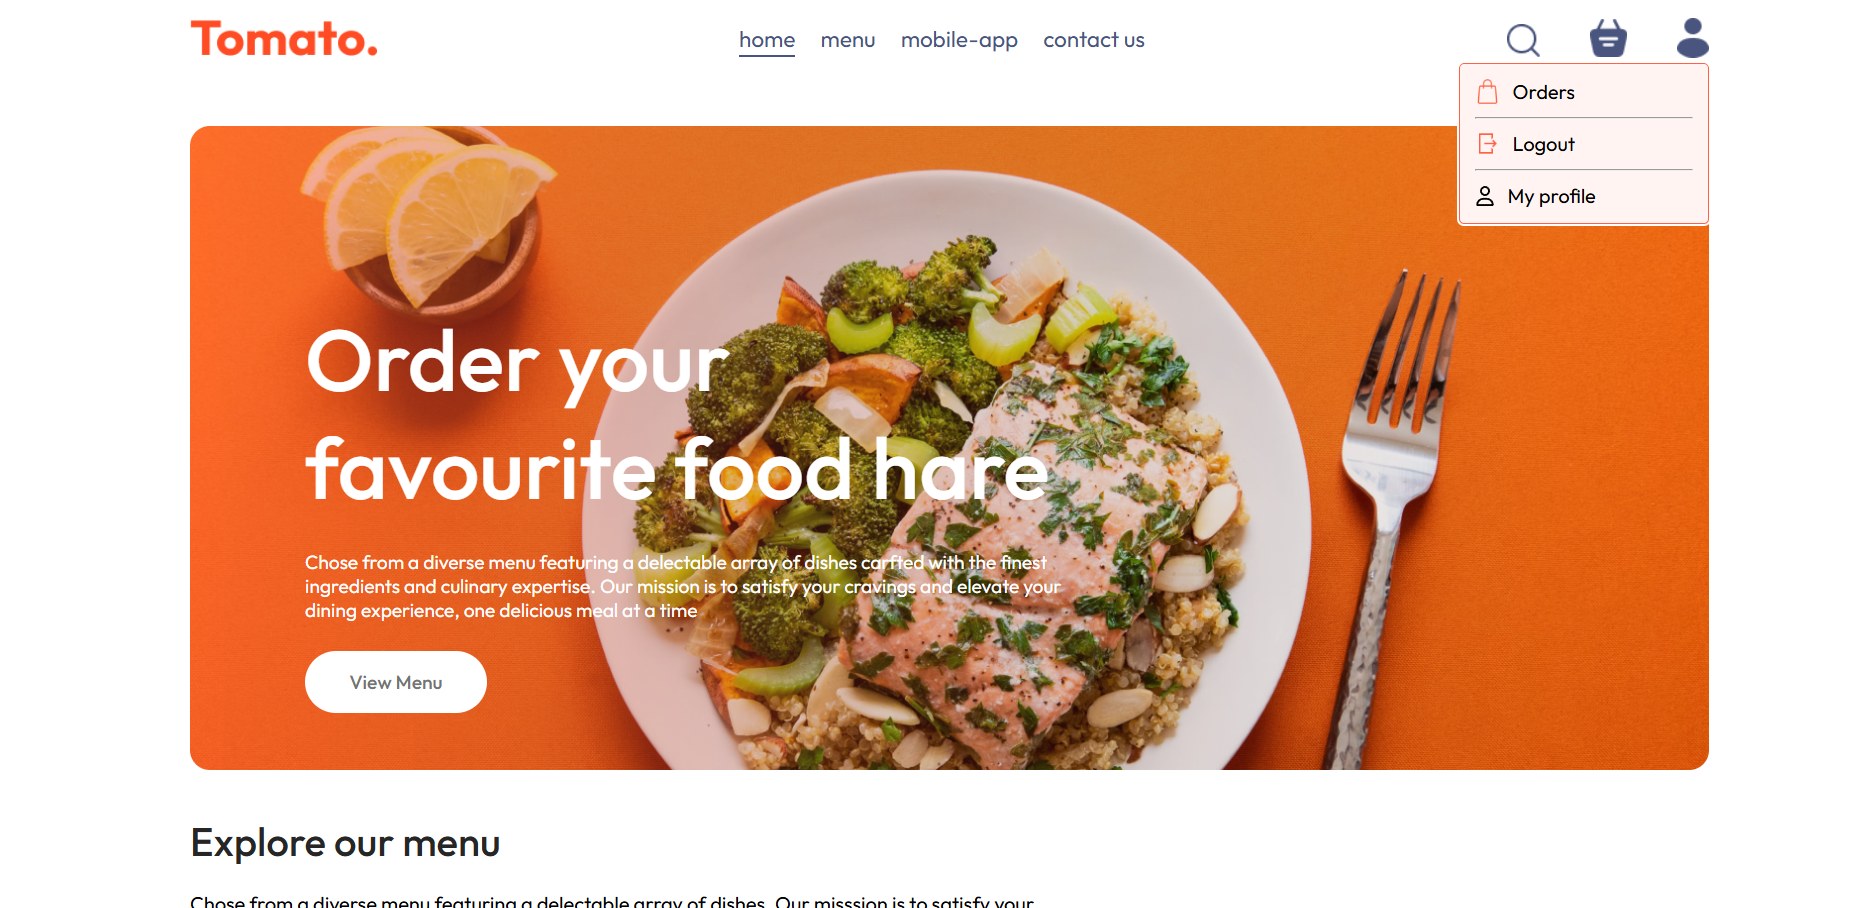 Tomato.
home menu mobile-app contact us
Orders
Logout
My profile
Order your
favourite food hare
Chose from a diverse menu featuring a delectable array of dishes carfted with the finest
ingredients and culinary expertise. Our mission is to satisfy your cravings and elevate your
dining experience, one delicious meal at a time
View Menu
Explore our menu
Chose from a diverse menu featuring a delectable array of dishes. Our misssion is to satisfy your